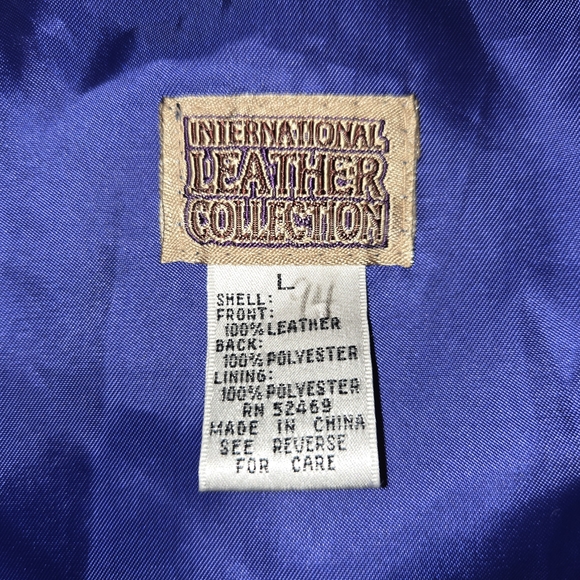 INTERNATIONAL
LEATHER
COLLECTION
L
94
SHELL:
FRONT:
100% LEATHER
BACK:
100% POLYESTER
LINING:
100% POLYESTER
RN 52469
MADE IN CHINA
SEE REVERSE
FOR CARE